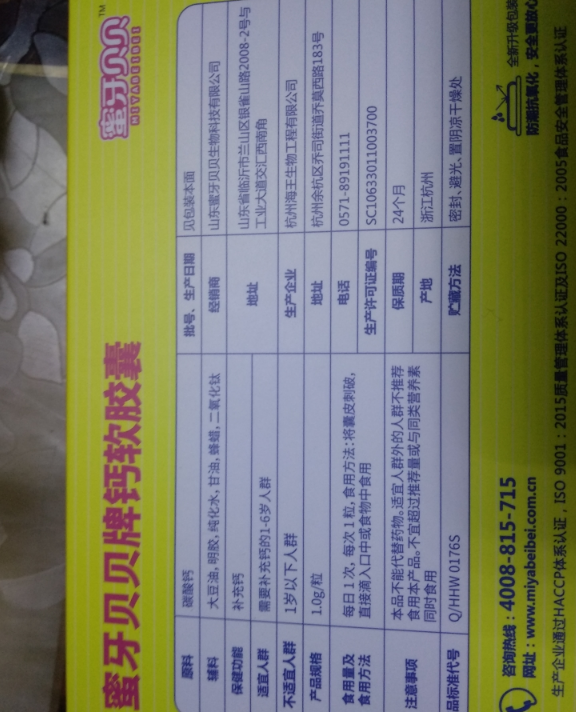 蜜牙贝贝™
MIYABEIBEI
蜜牙贝贝牌钙软胶囊
原料 碳酸钙
辅料 大豆油,明胶,纯化水,甘油,蜂蜡,二氧化钛
保健功能 补充钙
适宜人群 需要补充钙的1-6岁人群
不适宜人群 1岁以下人群
产品规格 1.0g/粒
食用量及
食用方法
每日1次,每次1粒,食用方法:将囊皮刺破,
直接滴入口中或食物中食用
注意事项
本品不能代替药物。适宜人群外的人群不推荐
食用本产品。不宜超过推荐量或与同类营养素
同时食用
品标准代号 Q/HHW 0176S
批号、生产日期 见包装本面
经销商 山东蜜牙贝贝生物科技有限公司
地址
山东省临沂市兰山区银雀山路2008-2号与
工业大道交汇西南角
生产企业 杭州海王生物工程有限公司
地址 杭州余杭区乔司街道乔莫西路183号
电话 0571-89191111
生产许可证编号 SC10633011003700
保质期 24个月
产地 浙江杭州
贮藏方法 密封、避光、置阴凉干燥处
咨询热线:4008-815-715
网址:www.miyabeibei.com.cn
全新升级包装
防潮抗氧化,安全更放心
生产企业通过HACCP体系认证,ISO 9001:2015质量管理体系认证及ISO 22000:2005食品安全管理体系认证